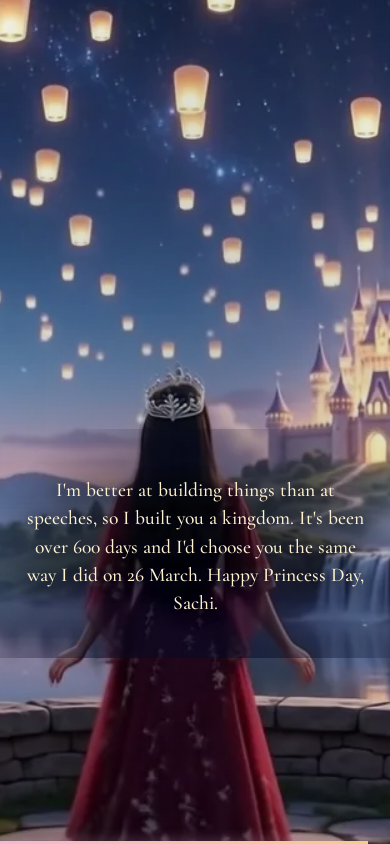 I'm better at building things than at
speeches, so I built you a kingdom. It's been
over 600 days and I'd choose you the same
way I did on 26 March. Happy Princess Day,
Sachi.